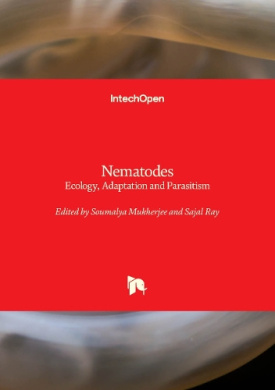 IntechOpen
Nematodes
Ecology, Adaptation and Parasitism
Edited by Soumalya Mukherjee and Sajal Ray